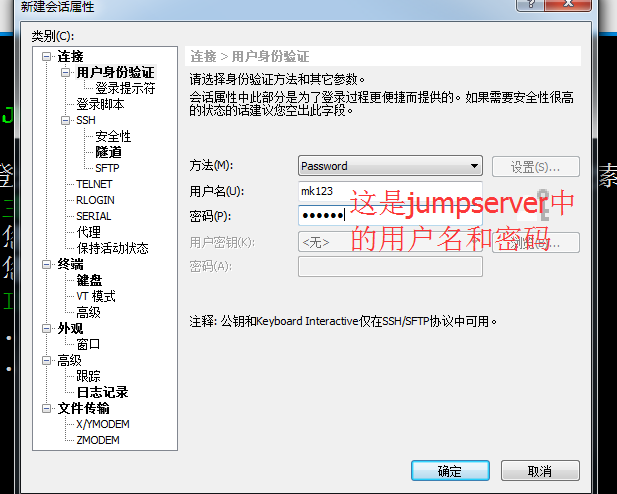 新建会话属性
类别(C):
连接
用户身份验证
登录提示符
登录脚本
SSH
安全性
隧道
SFTP
TELNET
RLOGIN
SERIAL
代理
保持活动状态
终端
键盘
VT 模式
高级
外观
窗口
高级
跟踪
日志记录
文件传输
X/YMODEM
ZMODEM
连接 > 用户身份验证
请选择身份验证方法和其它参数。
会话属性中此部分是为了登录过程更便捷而提供的。如果需要安全性很高
的状态的话建议您空出此字段。
方法(M):
Password
设置(S)...
用户名(U):
mk123
密码(P):
••••••
用户密钥(K):
<无>
密码(A):
这是jumpserver中
的用户名和密码
注释: 公钥和Keyboard Interactive仅在SSH/SFTP协议中可用。
确定
取消
登
索